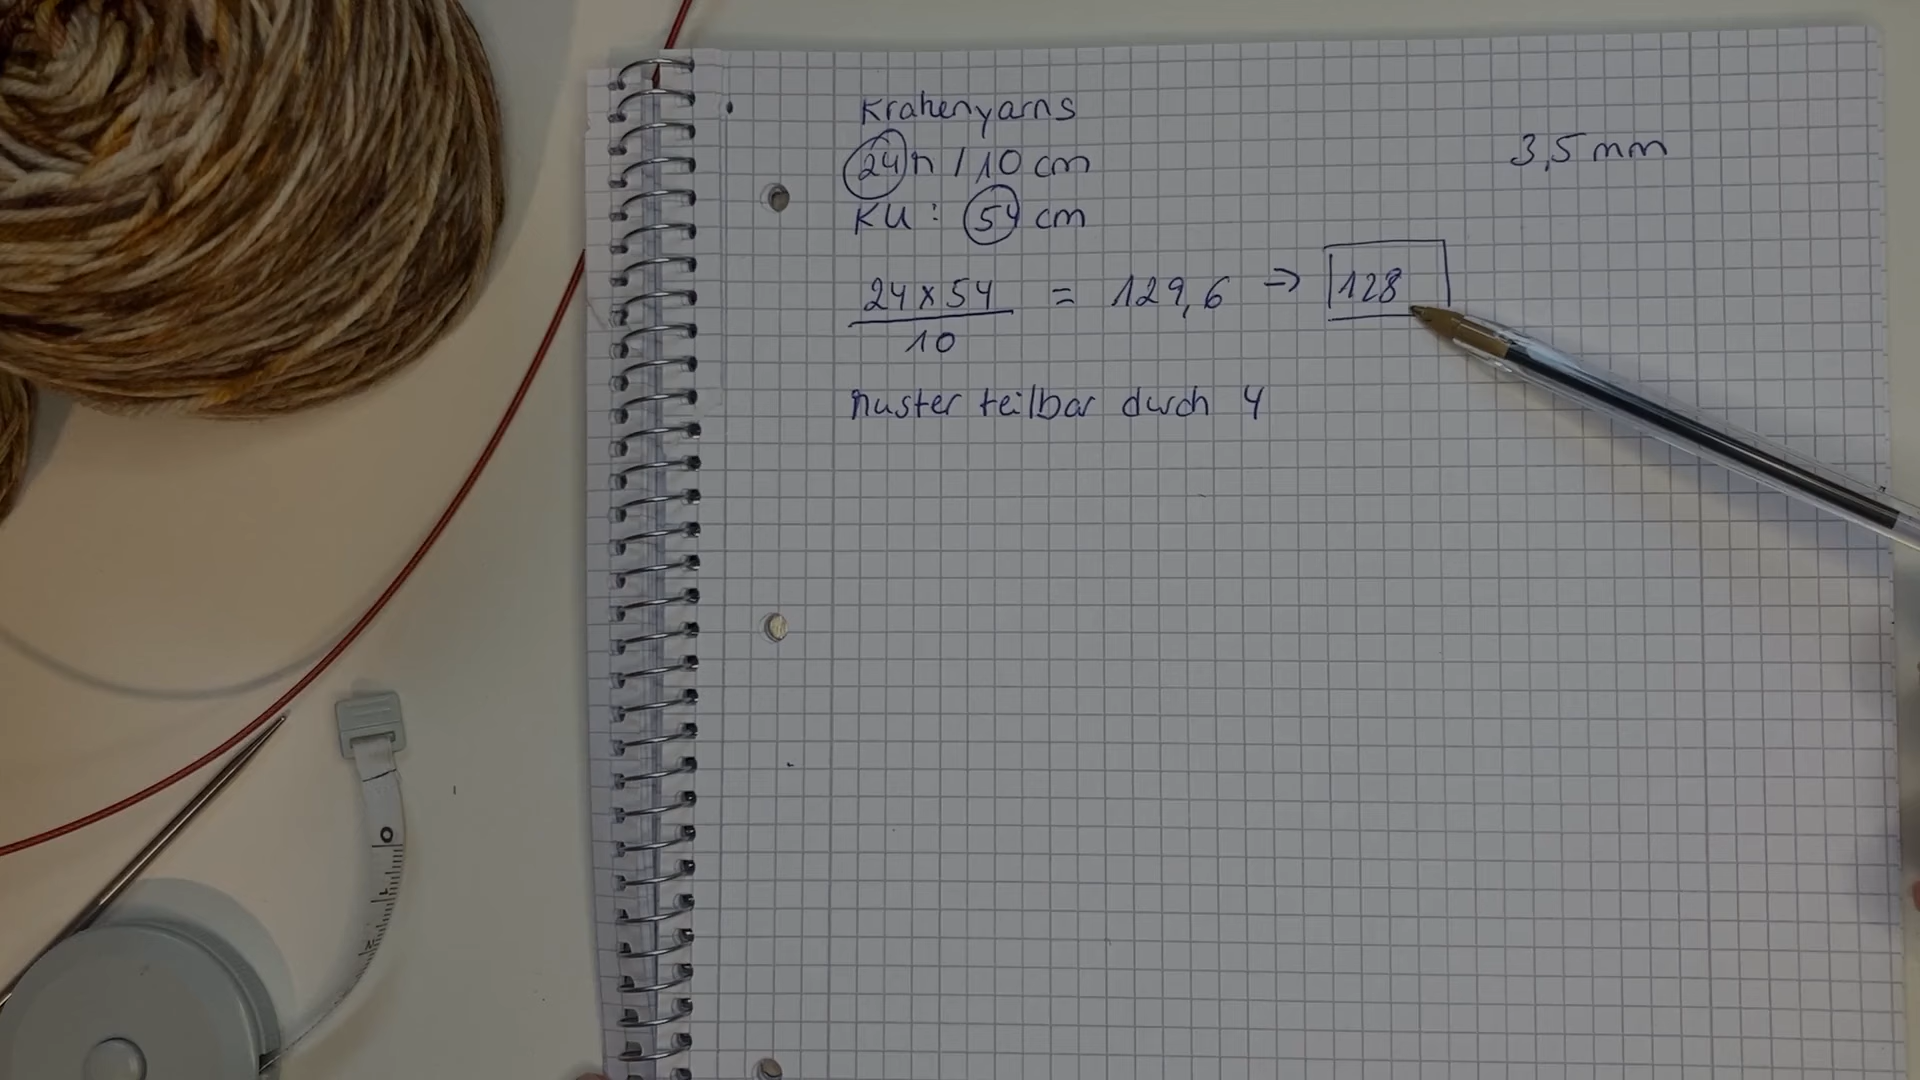 Krahenyarns
24 M / 10 cm
KU : 54 cm
3,5 mm
24 x 54 / 10 = 129,6 => 128
Muster teilbar durch 4
0